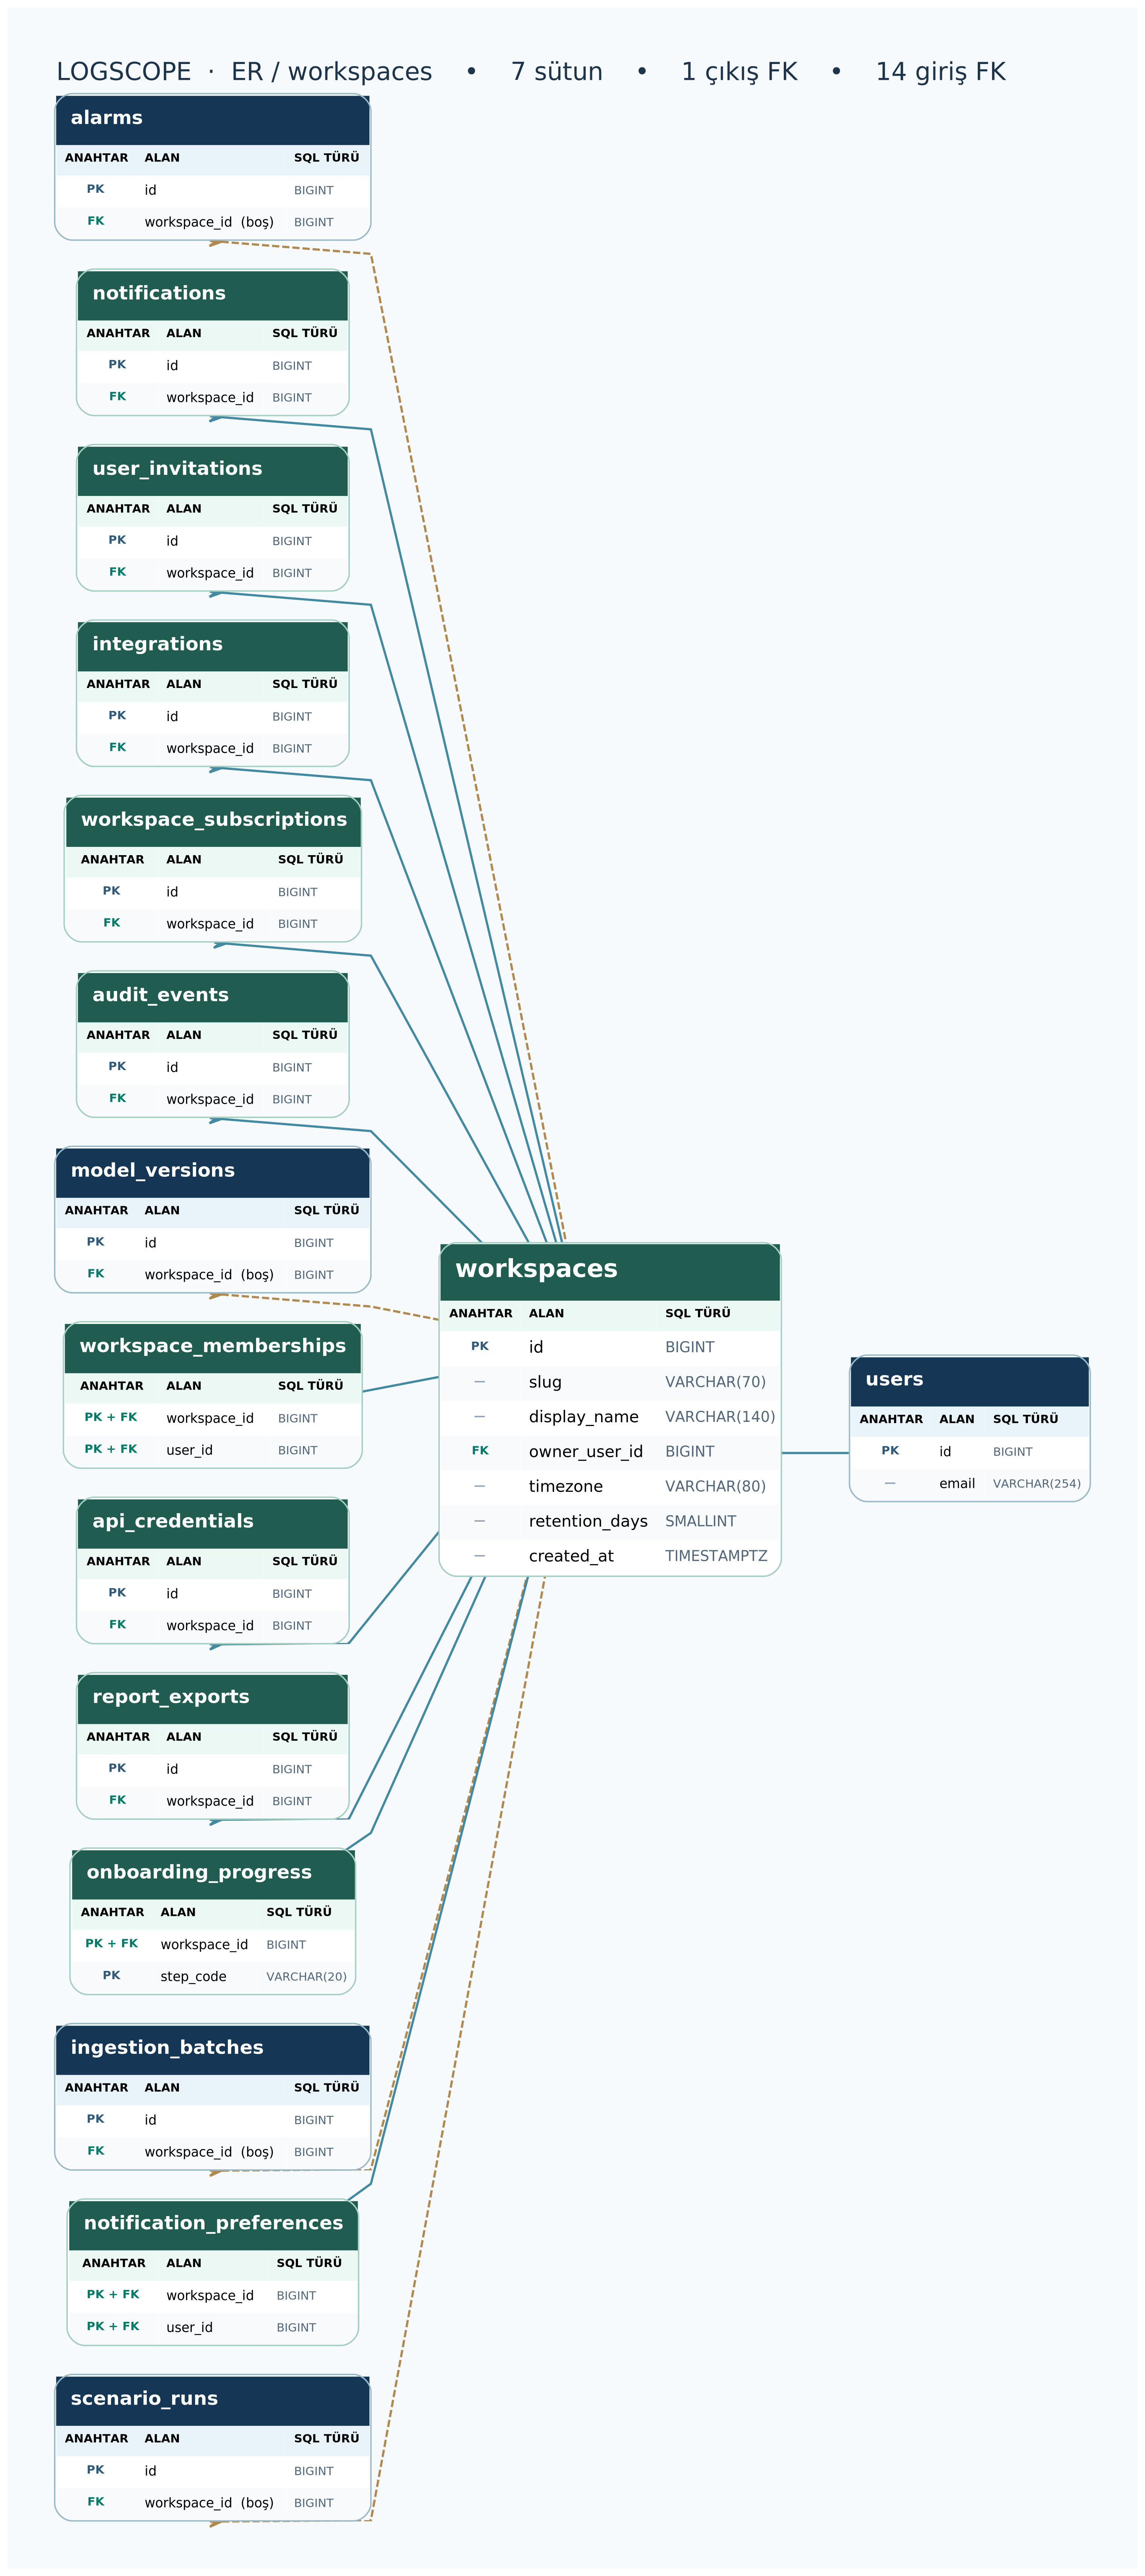 LOGSCOPE · ER / workspaces • 7 sütun • 1 çıkış FK • 14 giriş FK
alarms
ANAHTAR ALAN SQL TÜRÜ
PK id BIGINT
FK workspace_id (boş) BIGINT
notifications
ANAHTAR ALAN SQL TÜRÜ
PK id BIGINT
FK workspace_id BIGINT
user_invitations
ANAHTAR ALAN SQL TÜRÜ
PK id BIGINT
FK workspace_id BIGINT
integrations
ANAHTAR ALAN SQL TÜRÜ
PK id BIGINT
FK workspace_id BIGINT
workspace_subscriptions
ANAHTAR ALAN SQL TÜRÜ
PK id BIGINT
FK workspace_id BIGINT
audit_events
ANAHTAR ALAN SQL TÜRÜ
PK id BIGINT
FK workspace_id BIGINT
model_versions
ANAHTAR ALAN SQL TÜRÜ
PK id BIGINT
FK workspace_id (boş) BIGINT
workspace_memberships
ANAHTAR ALAN SQL TÜRÜ
PK + FK workspace_id BIGINT
PK + FK user_id BIGINT
api_credentials
ANAHTAR ALAN SQL TÜRÜ
PK id BIGINT
FK workspace_id BIGINT
report_exports
ANAHTAR ALAN SQL TÜRÜ
PK id BIGINT
FK workspace_id BIGINT
onboarding_progress
ANAHTAR ALAN SQL TÜRÜ
PK + FK workspace_id BIGINT
PK step_code VARCHAR(20)
ingestion_batches
ANAHTAR ALAN SQL TÜRÜ
PK id BIGINT
FK workspace_id (boş) BIGINT
notification_preferences
ANAHTAR ALAN SQL TÜRÜ
PK + FK workspace_id BIGINT
PK + FK user_id BIGINT
scenario_runs
ANAHTAR ALAN SQL TÜRÜ
PK id BIGINT
FK workspace_id (boş) BIGINT
workspaces
ANAHTAR ALAN SQL TÜRÜ
PK id BIGINT
— slug VARCHAR(70)
— display_name VARCHAR(140)
FK owner_user_id BIGINT
— timezone VARCHAR(80)
— retention_days SMALLINT
— created_at TIMESTAMPTZ
users
ANAHTAR ALAN SQL TÜRÜ
PK id BIGINT
— email VARCHAR(254)